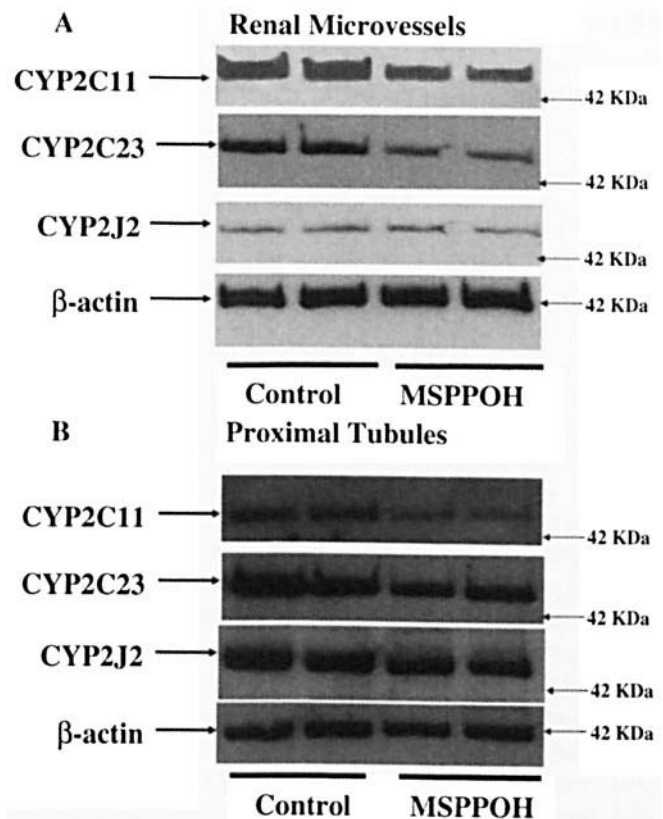 A Renal Microvessels
CYP2C11
42 KDa
CYP2C23
42 KDa
CYP2J2
42 KDa
β-actin
42 KDa
Control MSPPOH
B Proximal Tubules
CYP2C11
42 KDa
CYP2C23
42 KDa
CYP2J2
42 KDa
β-actin
42 KDa
Control MSPPOH